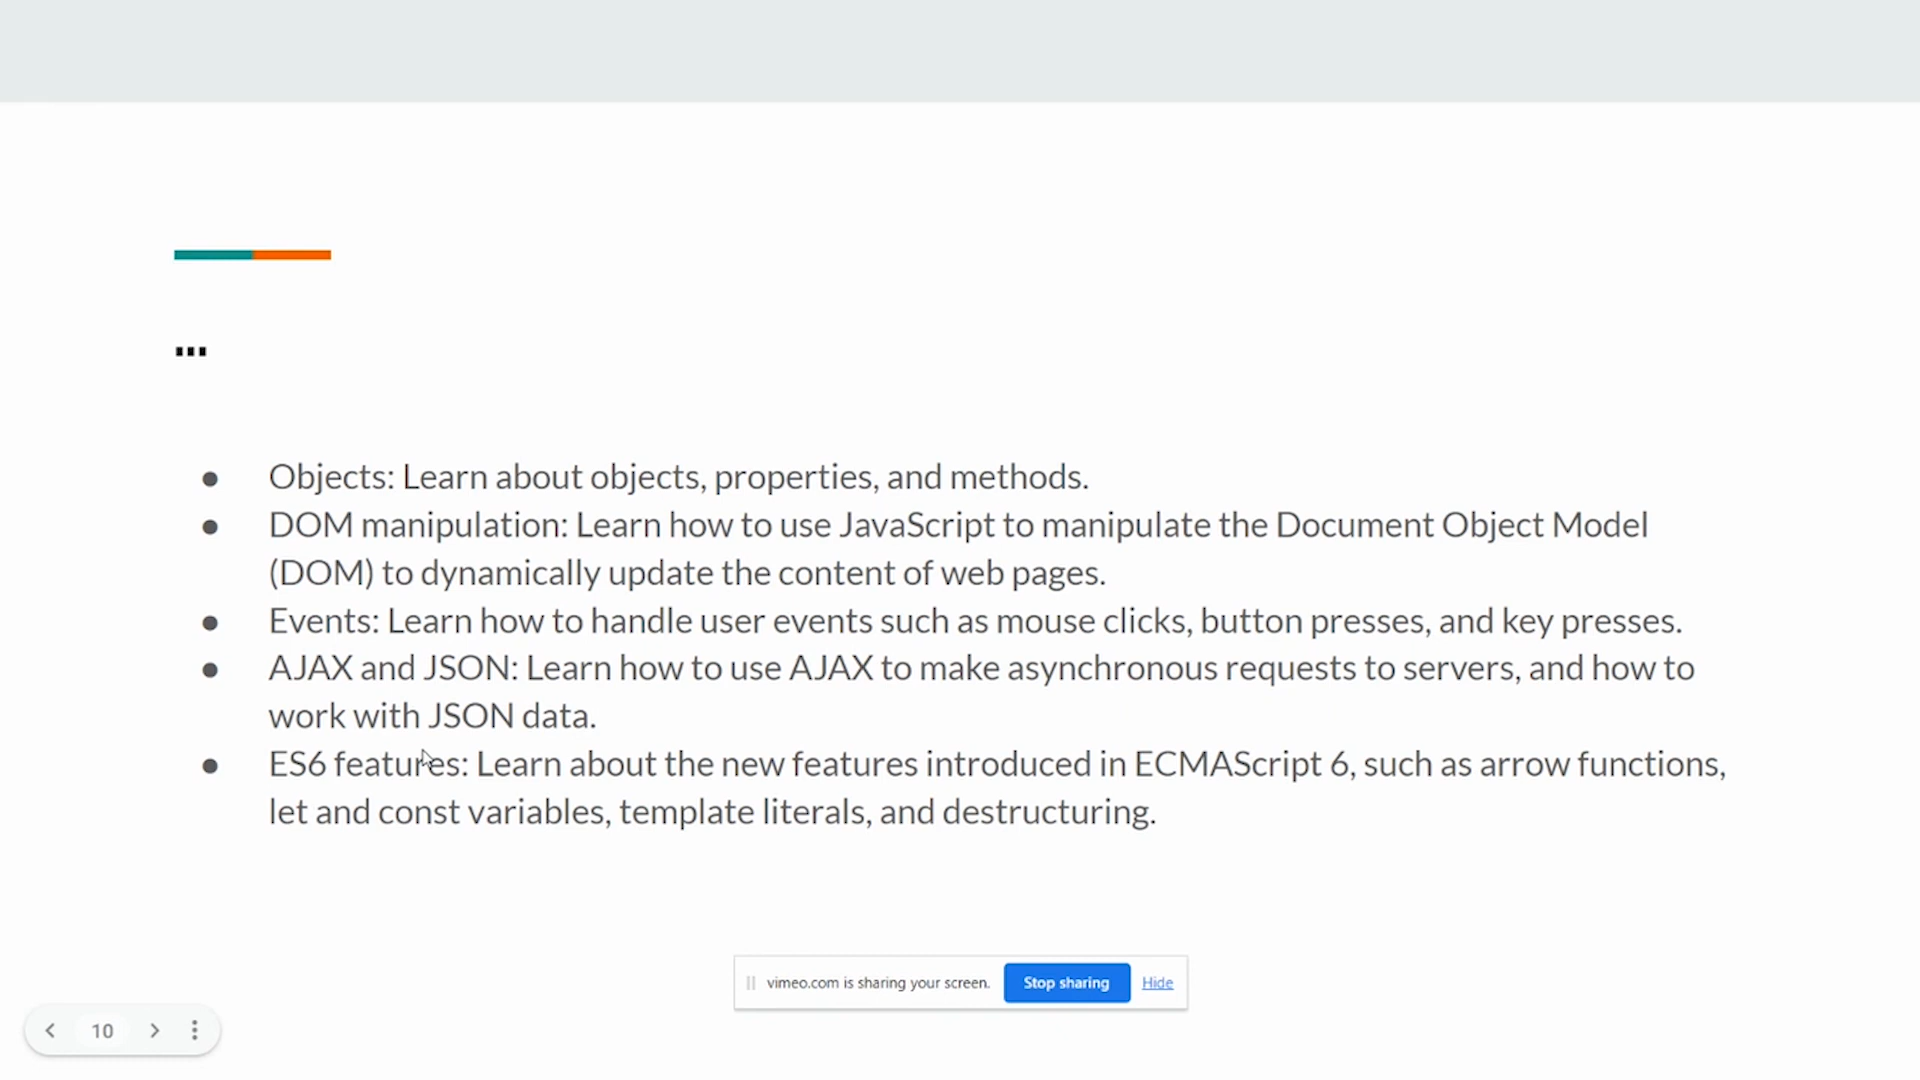 ...
● Objects: Learn about objects, properties, and methods.
● DOM manipulation: Learn how to use JavaScript to manipulate the Document Object Model
(DOM) to dynamically update the content of web pages.
● Events: Learn how to handle user events such as mouse clicks, button presses, and key presses.
● AJAX and JSON: Learn how to use AJAX to make asynchronous requests to servers, and how to
work with JSON data.
● ES6 features: Learn about the new features introduced in ECMAScript 6, such as arrow functions,
let and const variables, template literals, and destructuring.
vimeo.com is sharing your screen. Stop sharing Hide
10